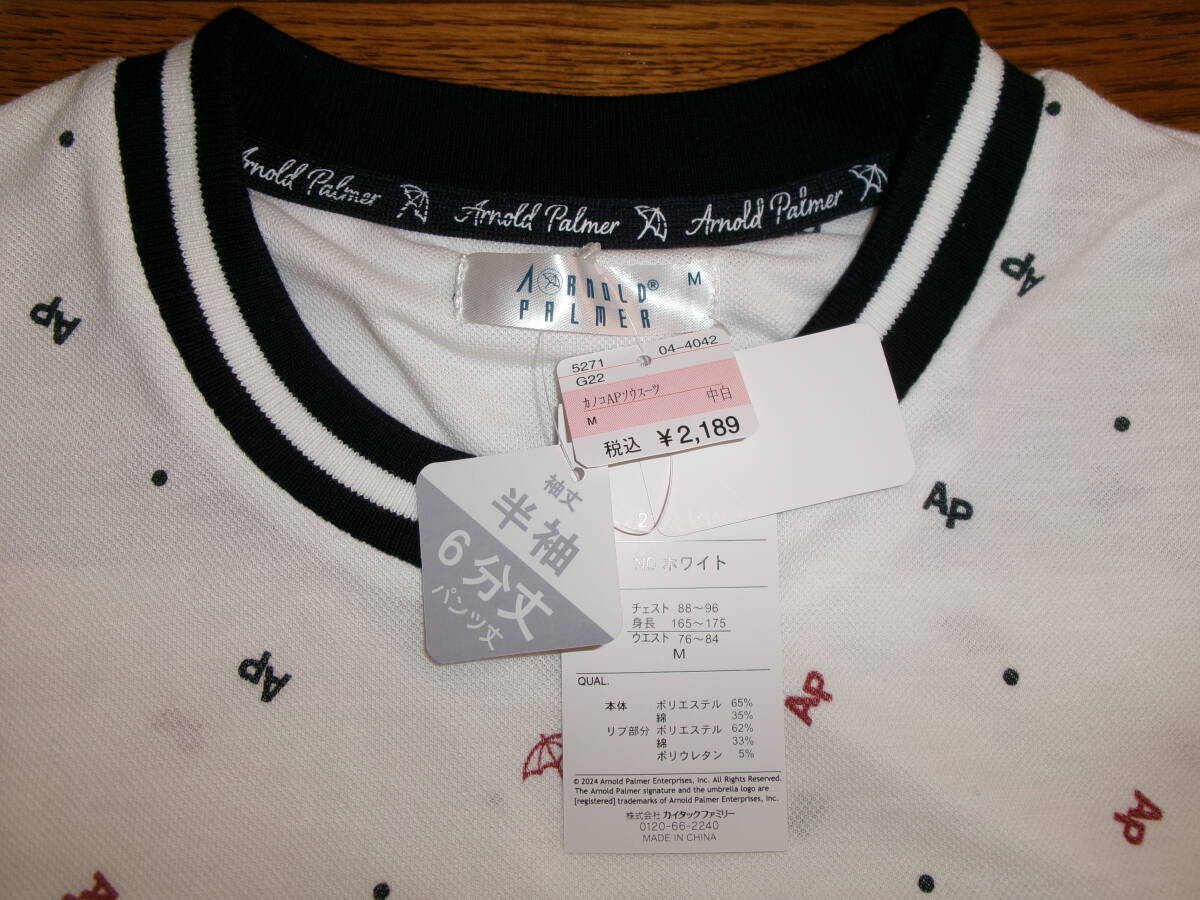 Arnold Palmer Arnold Palmer Arnold Palmer
ARNOLD® M
PALMER
5271 04-4042
G22
カノコAPソウスーツ 中白
M
税込 ¥2,189
袖丈
半袖
6分丈
パンツ丈
2
ホワイト
チェスト 88～96
身長 165～175
ウエスト 76～84
M
QUAL.
本体 ポリエステル 65%
綿 35%
リブ部分 ポリエステル 62%
綿 33%
ポリウレタン 5%
© 2024 Arnold Palmer Enterprises, Inc. All Rights Reserved.
The Arnold Palmer signature and the umbrella logo are
[registered] trademarks of Arnold Palmer Enterprises, Inc.
株式会社 カイタックファミリー
0120-66-2240
MADE IN CHINA
AP
AP
AP
AP
AP
AP
AP